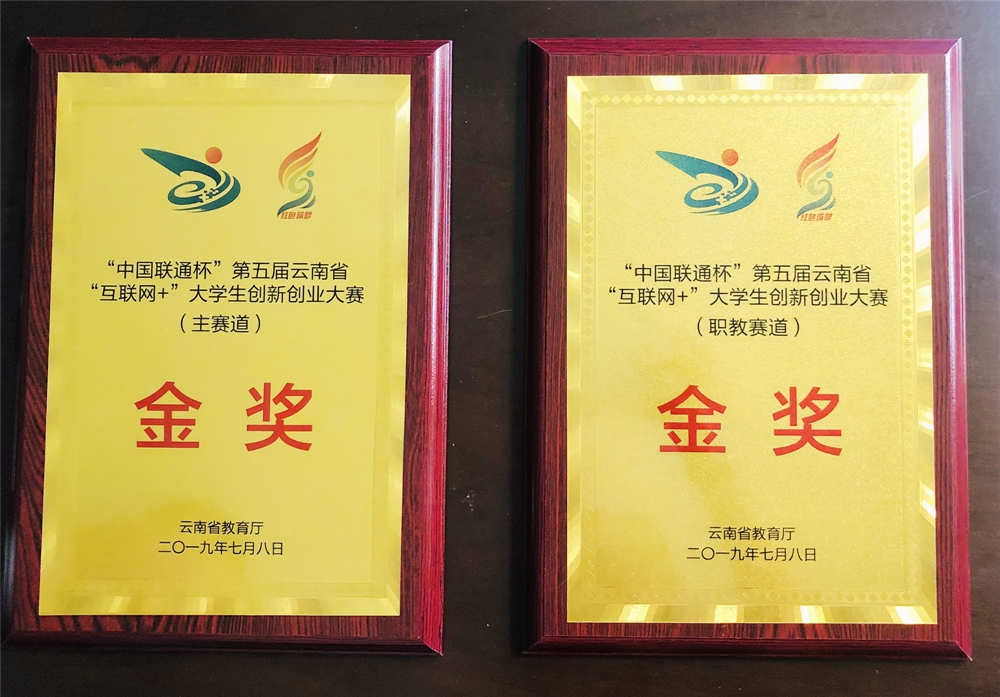 红色筑梦
“中国联通杯”第五届云南省
“互联网+”大学生创新创业大赛
（主赛道）
金奖
云南省教育厅
二〇一九年七月八日
红色筑梦
“中国联通杯”第五届云南省
“互联网+”大学生创新创业大赛
（职教赛道）
金奖
云南省教育厅
二〇一九年七月八日